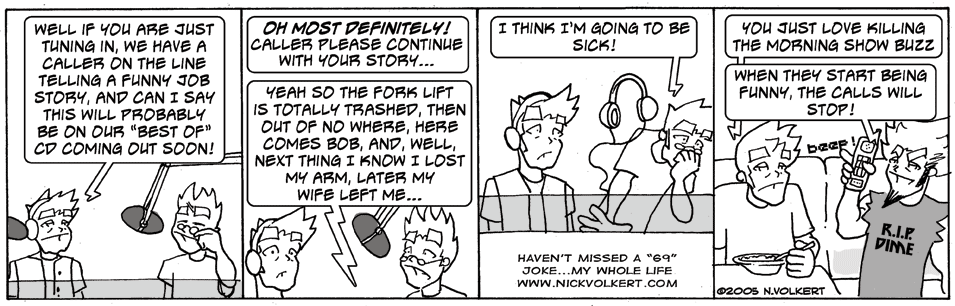 WELL IF YOU ARE JUST
TUNING IN, WE HAVE A
CALLER ON THE LINE
TELLING A FUNNY JOB
STORY, AND CAN I SAY
THIS WILL PROBABLY
BE ON OUR "BEST OF"
CD COMING OUT SOON!
OH MOST DEFINITELY!
CALLER PLEASE CONTINUE
WITH YOUR STORY...
YEAH SO THE FORK LIFT
IS TOTALLY TRASHED, THEN
OUT OF NO WHERE, HERE
COMES BOB, AND, WELL,
NEXT THING I KNOW I LOST
MY ARM, LATER MY
WIFE LEFT ME...
I THINK I'M GOING TO BE
SICK!
HAVEN'T MISSED A "69"
JOKE...MY WHOLE LIFE
WWW.NICKVOLKERT.COM
YOU JUST LOVE KILLING
THE MORNING SHOW BUZZ
WHEN THEY START BEING
FUNNY, THE CALLS WILL
STOP!
beep!
R.I.P.
DIME
©2005 N.VOLKERT